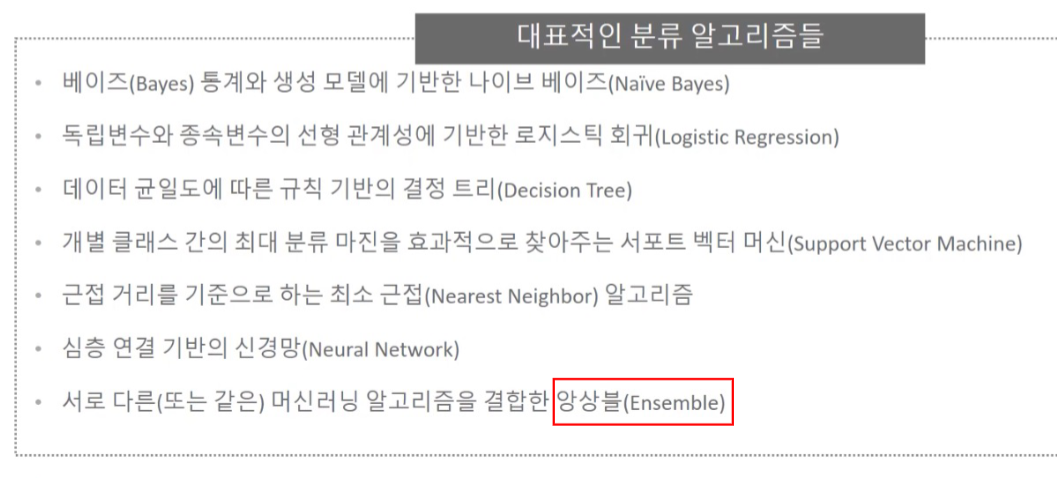 대표적인 분류 알고리즘들
• 베이즈(Bayes) 통계와 생성 모델에 기반한 나이브 베이즈(Naïve Bayes)
• 독립변수와 종속변수의 선형 관계성에 기반한 로지스틱 회귀(Logistic Regression)
• 데이터 균일도에 따른 규칙 기반의 결정 트리(Decision Tree)
• 개별 클래스 간의 최대 분류 마진을 효과적으로 찾아주는 서포트 벡터 머신(Support Vector Machine)
• 근접 거리를 기준으로 하는 최소 근접(Nearest Neighbor) 알고리즘
• 심층 연결 기반의 신경망(Neural Network)
• 서로 다른(또는 같은) 머신러닝 알고리즘을 결합한 앙상블(Ensemble)